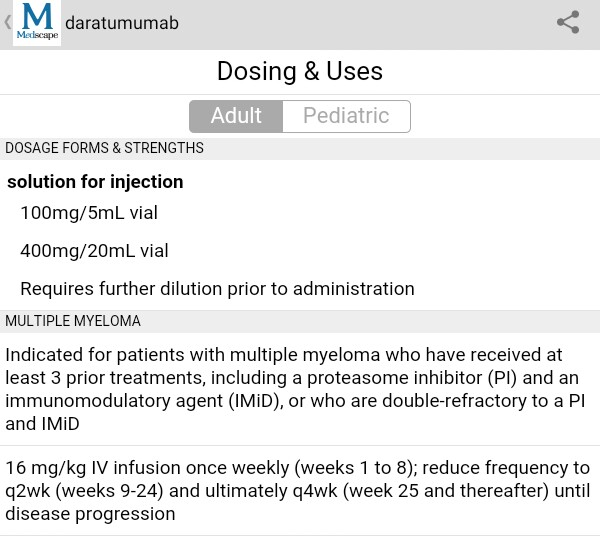 M
Medscape
daratumumab
Dosing & Uses
Adult
Pediatric
DOSAGE FORMS & STRENGTHS
solution for injection
100mg/5mL vial
400mg/20mL vial
Requires further dilution prior to administration
MULTIPLE MYELOMA
Indicated for patients with multiple myeloma who have received at
least 3 prior treatments, including a proteasome inhibitor (PI) and an
immunomodulatory agent (IMiD), or who are double-refractory to a PI
and IMiD
16 mg/kg IV infusion once weekly (weeks 1 to 8); reduce frequency to
q2wk (weeks 9-24) and ultimately q4wk (week 25 and thereafter) until
disease progression